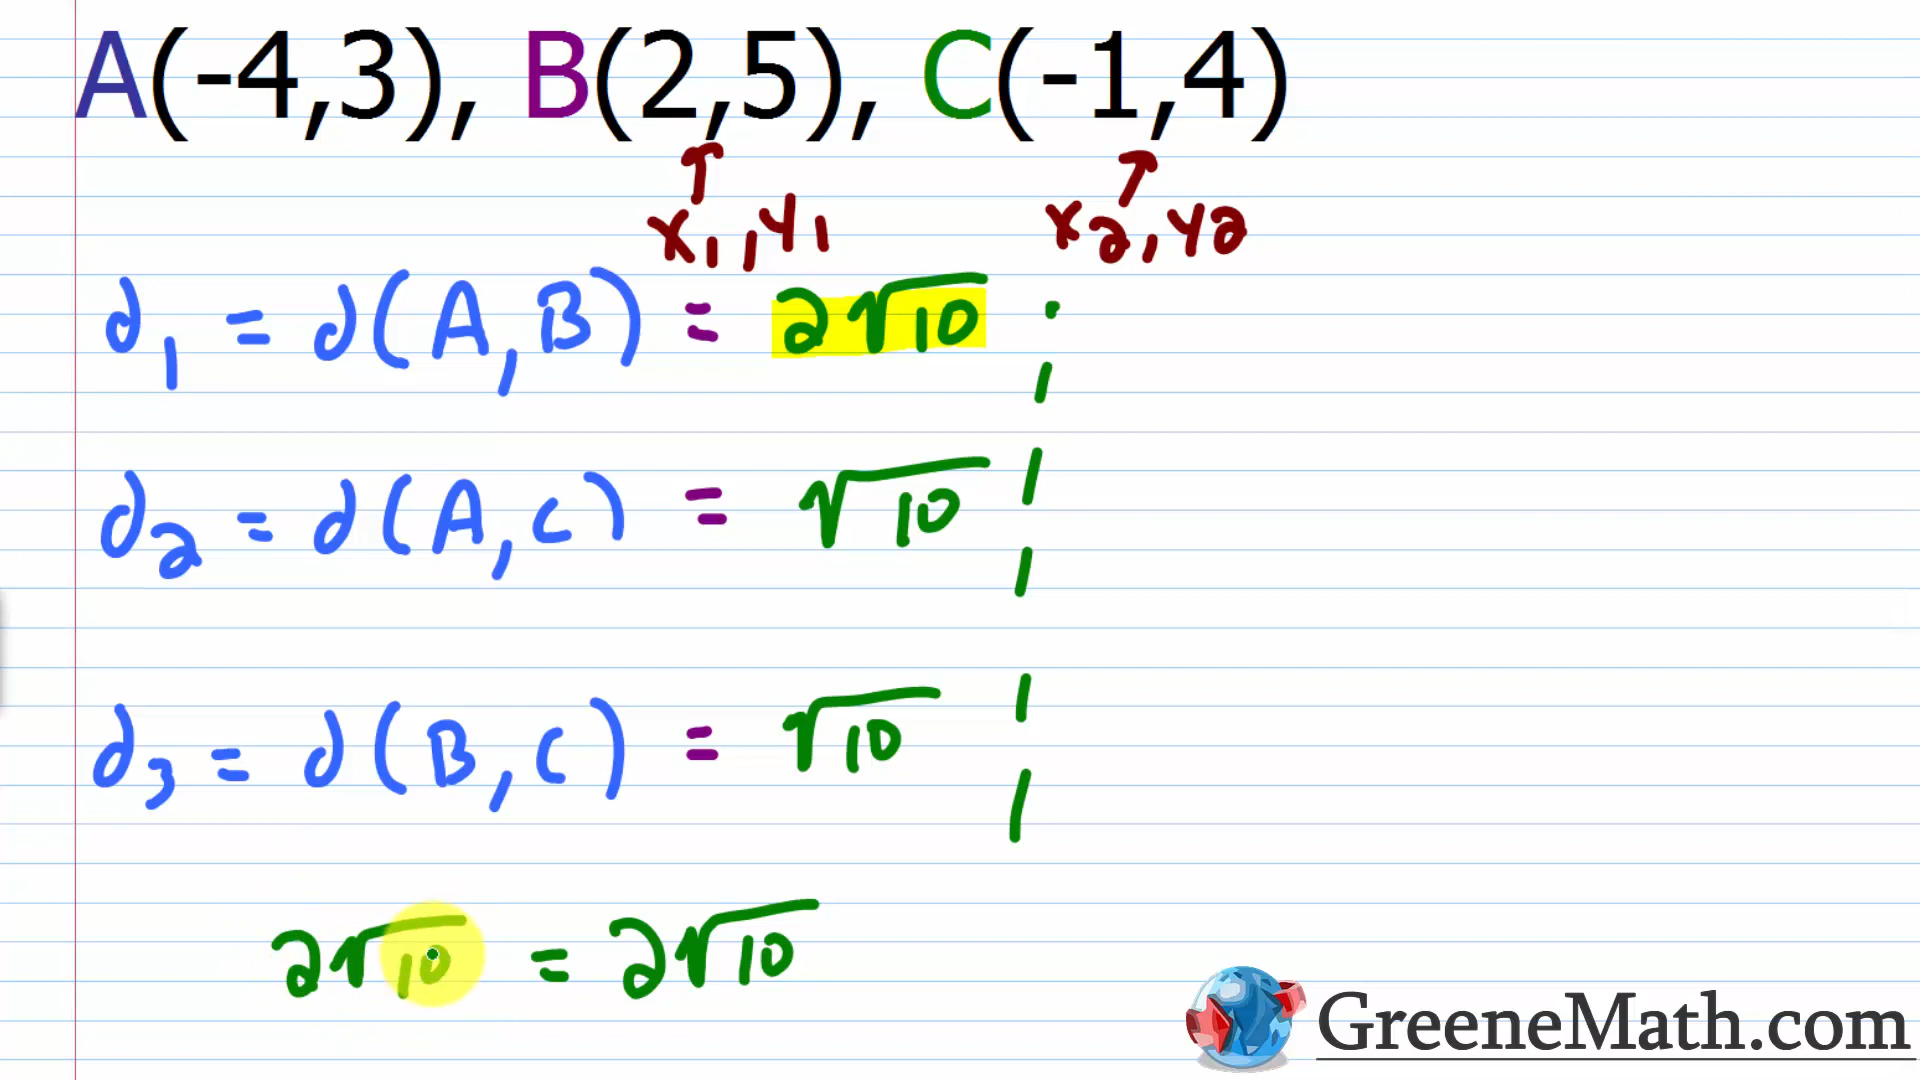 A(-4,3), B(2,5), C(-1,4)
x₁,y₁ x₂,y₂
d₁ = d(A,B) = 2√10
d₂ = d(A,C) = √10
d₃ = d(B,C) = √10
2√10 = 2√10
GreeneMath.com